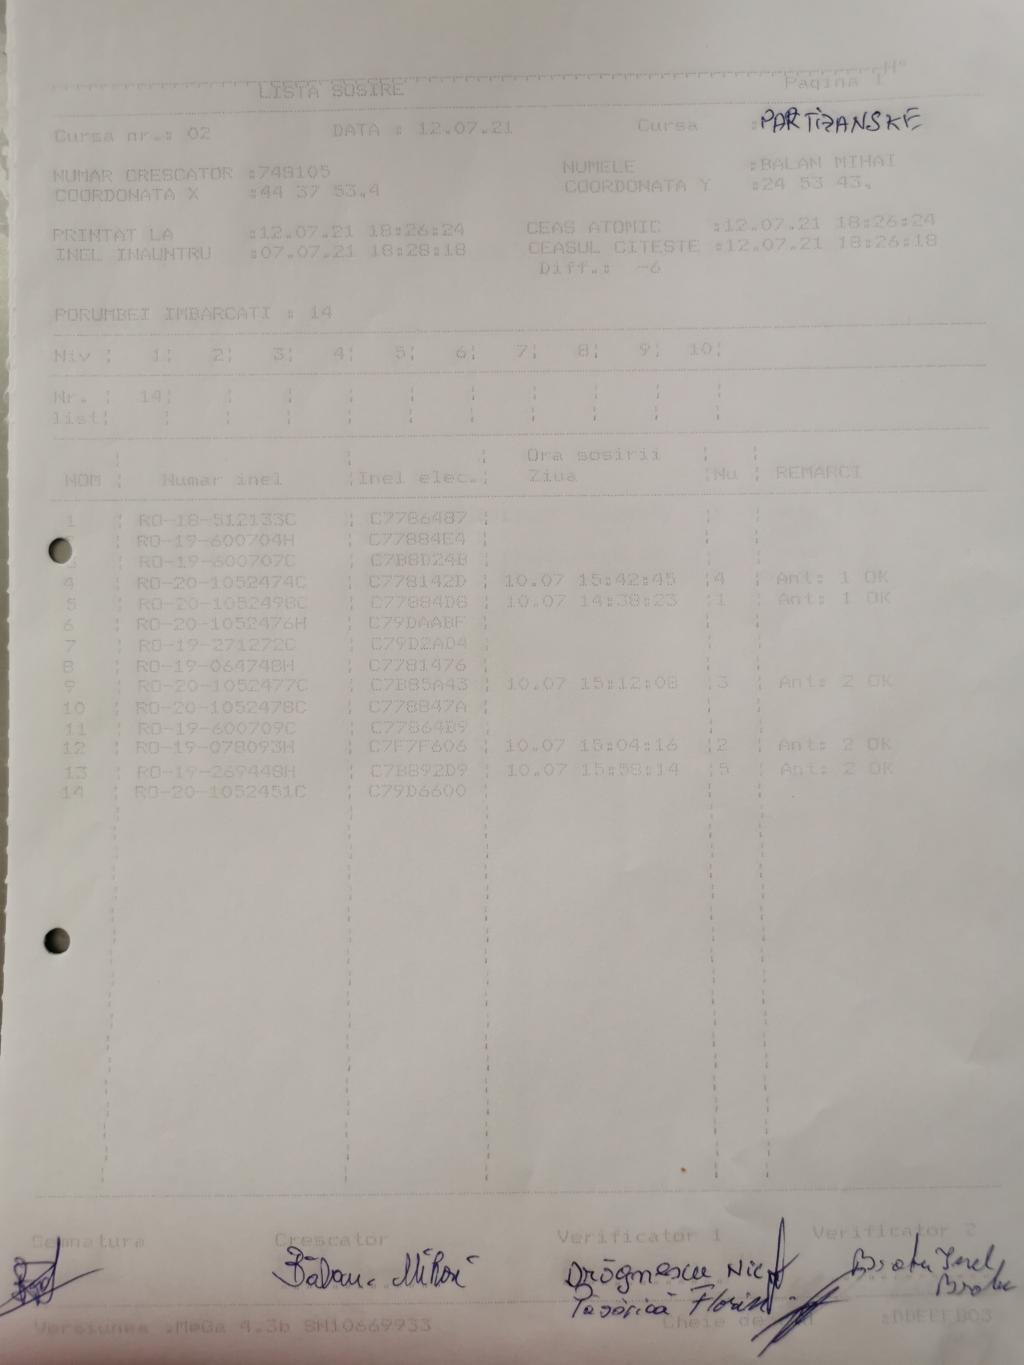 LISTA SOSIRE Pagina 1 Nº
Cursa nr.: 02 DATA : 12.07.21 Cursa : PARTIZANSKE
NUMAR CRESCATOR :748105 NUMELE :BALAN MIHAI
COORDONATA X :44 37 53.4 COORDONATA Y :24 53 43.
PRINTAT LA :12.07.21 18:26:24 CEAS ATOMIC :12.07.21 18:26:24
INEL INAUNTRU :07.07.21 18:28:18 CEASUL CITESTE :12.07.21 18:26:18
Diff.: -6
PORUMBEI IMBARCATI : 14
Niv : 1: 2: 3: 4: 5: 6: 7: 8: 9: 10:
Nr. : 14:
list:
Ora sosirii
NOM Numar inel Inel elec. Ziua Nu REMARCI
1 RO-18-512133C C7786487
RO-19-600704H C77884E4
3 RO-19-600707C C7B8D24B
4 RO-20-1052474C C778142D 10.07 15:42:45 4 Ant: 1 OK
5 RO-20-1052498C C77884D8 10.07 14:38:23 1 Ant: 1 OK
6 RO-20-1052476H C79DAABF
7 RO-19-271272C C79D2AD4
8 RO-19-064748H C7781476
9 RO-20-1052477C C7B85A43 10.07 15:12:08 3 Ant: 2 OK
10 RO-20-1052478C C778847A
11 RO-19-600709C C77864B9
12 RO-19-078093H C7F7F606 10.07 15:04:16 2 Ant: 2 OK
13 RO-19-269448H C7B892D9 10.07 15:58:14 5 Ant: 2 OK
14 RO-20-1052451C C79D6600
Semnatura Crescator Verificator 1 Verificator 2
Bălan Mihai Drăgnescu Nic
Florin
Versiunea :MeGa 4.3b SN10669933 Cheie de